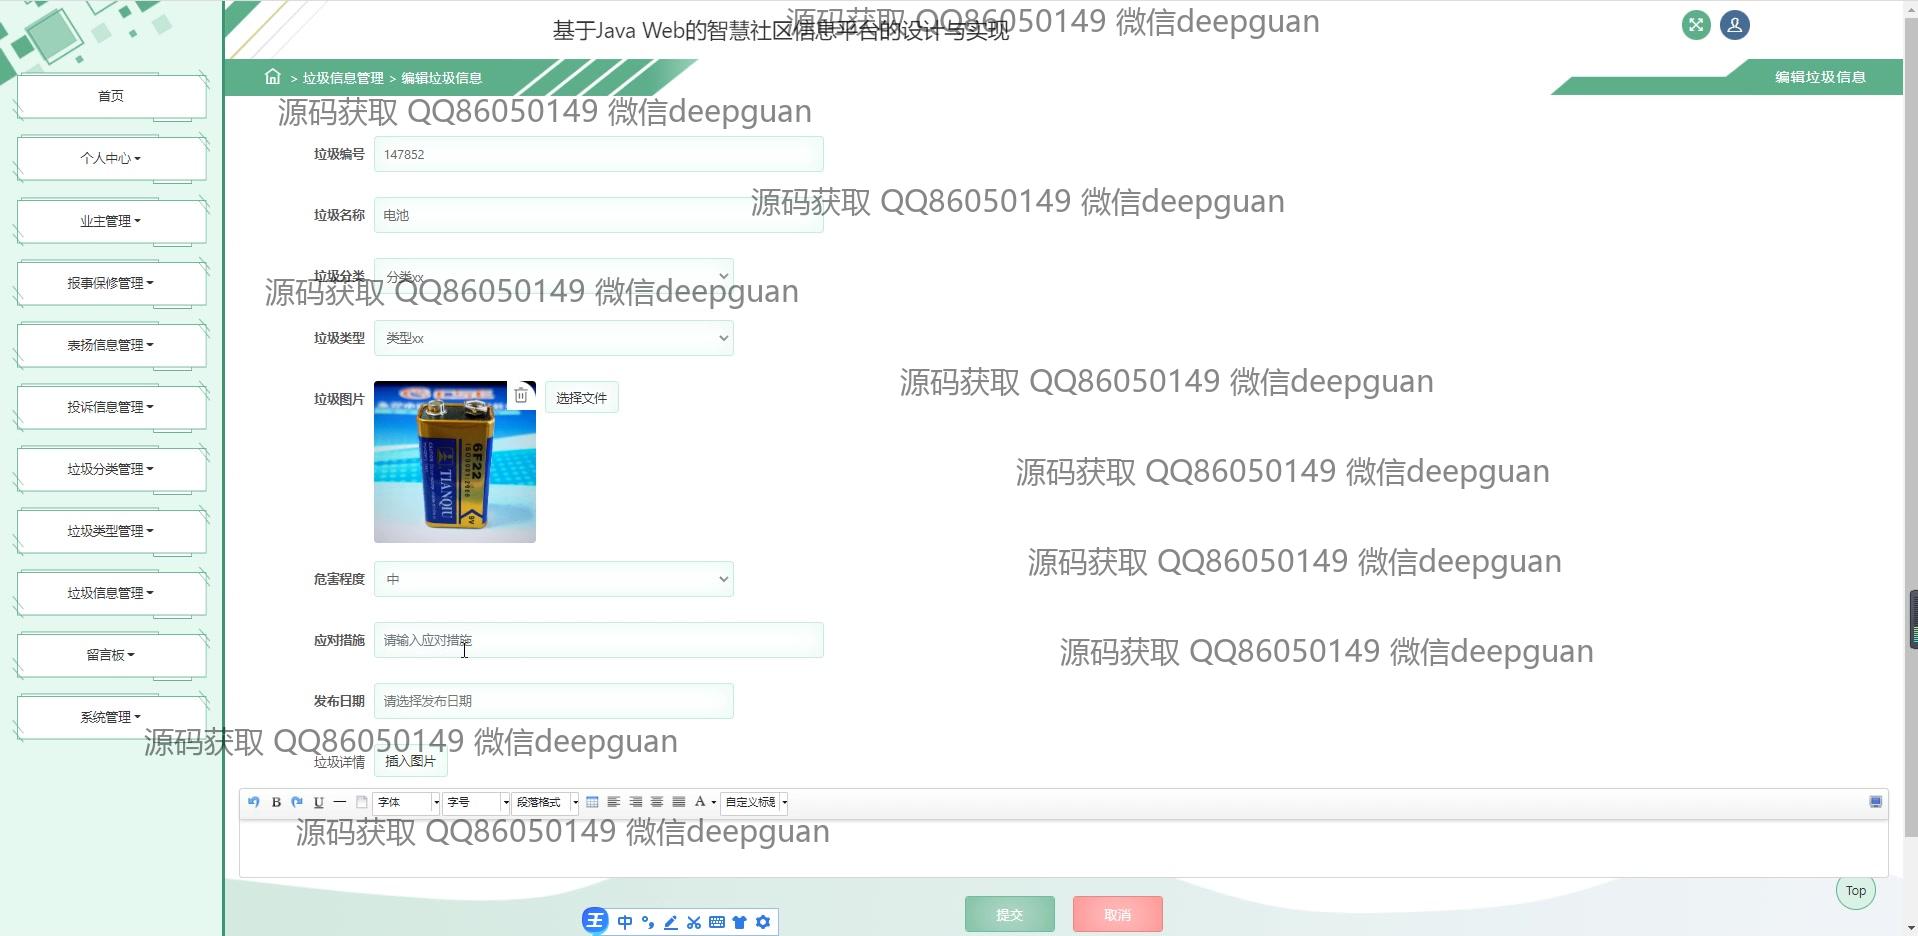 源码获取 QQ86050149 微信deepguan
基于Java Web的智慧社区信息平台的设计与实现
> 垃圾信息管理 > 编辑垃圾信息
编辑垃圾信息
首页
个人中心
业主管理
报事保修管理
表扬信息管理
投诉信息管理
垃圾分类管理
垃圾类型管理
垃圾信息管理
留言板
系统管理
源码获取 QQ86050149 微信deepguan
垃圾编号 147852
源码获取 QQ86050149 微信deepguan
垃圾名称 电池
垃圾分类 分类xx
源码获取 QQ86050149 微信deepguan
垃圾类型 类型xx
源码获取 QQ86050149 微信deepguan
垃圾图片 选择文件
6F22
TIANQIU
9V
源码获取 QQ86050149 微信deepguan
源码获取 QQ86050149 微信deepguan
危害程度 中
应对措施 请输入应对措施
源码获取 QQ86050149 微信deepguan
发布日期 请选择发布日期
源码获取 QQ86050149 微信deepguan
垃圾详情 插入图片
B U 字体 字号 段落格式 A 自定义标题
源码获取 QQ86050149 微信deepguan
Top
提交 取消
王 中